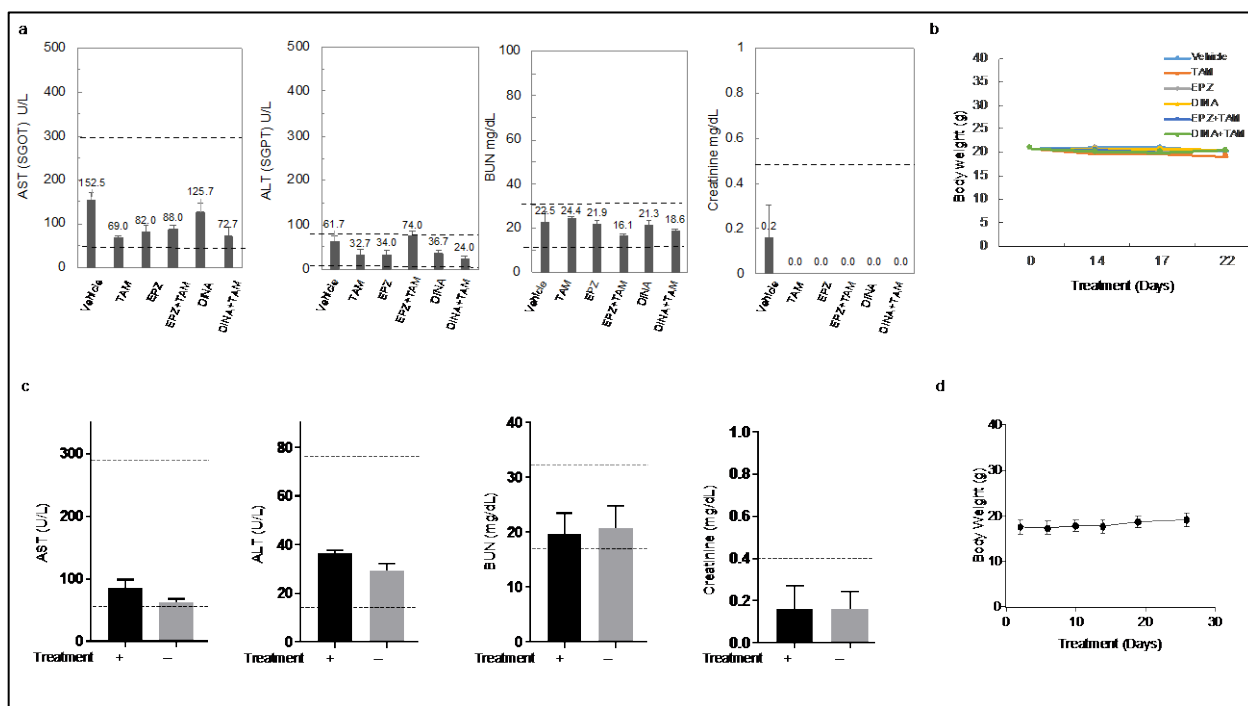 a
AST (SGOT) U/L
500
400
300
200
100
0
152.5
69.0
82.0
88.0
125.7
72.7
Vehicle
TAM
EPZ
EPZ+TAM
DINA
DINA+TAM
ALT (SGPT) U/L
500
400
300
200
100
0
61.7
32.7
34.0
74.0
36.7
24.0
Vehicle
TAM
EPZ
EPZ+TAM
DINA
DINA+TAM
BUN mg/dL
100
80
60
40
20
0
22.5
24.4
21.9
16.1
21.3
18.6
Vehicle
TAM
EPZ
EPZ+TAM
DINA
DINA+TAM
Creatinine mg/dL
1
0.8
0.6
0.4
0.2
0
0.2
0.0
0.0
0.0
0.0
0.0
Vehicle
TAM
EPZ
EPZ+TAM
DINA
DINA+TAM
b
Body weight (g)
40
35
30
25
20
15
10
5
0
Vehicle
TAM
EPZ
DINA
EPZ+TAM
DINA+TAM
0 14 17 22
Treatment (Days)
c
AST (U/L)
300
200
100
0
Treatment + –
ALT (U/L)
80
60
40
20
0
Treatment + –
BUN (mg/dL)
40
30
20
10
0
Treatment + –
Creatinine (mg/dL)
1.0
0.8
0.6
0.4
0.2
0.0
Treatment + –
d
Body Weight (g)
40
30
20
10
0
0 10 20 30
Treatment (Days)